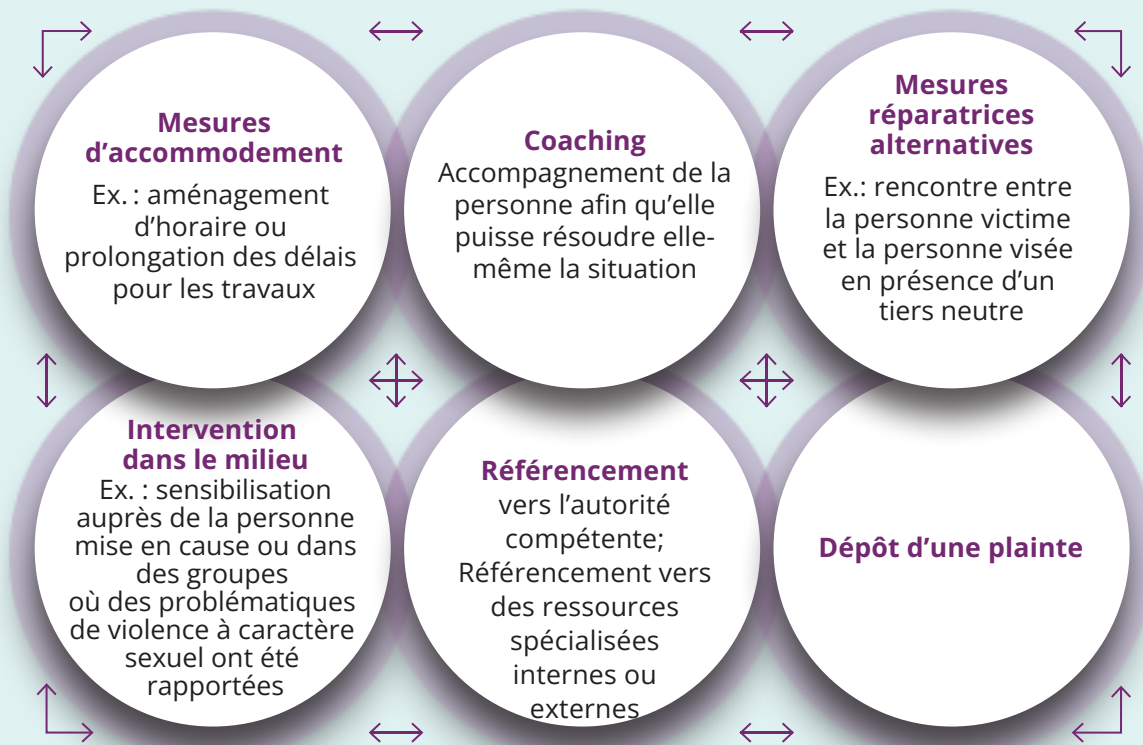 Mesures
d’accommodement
Ex. : aménagement
d’horaire ou
prolongation des délais
pour les travaux
Coaching
Accompagnement de la
personne afin qu’elle
puisse résoudre elle-
même la situation
Mesures
réparatrices
alternatives
Ex.: rencontre entre
la personne victime
et la personne visée
en présence d’un
tiers neutre
Intervention
dans le milieu
Ex. : sensibilisation
auprès de la personne
mise en cause ou dans
des groupes
où des problématiques
de violence à caractère
sexuel ont été
rapportées
Référencement
vers l’autorité
compétente;
Référencement vers
des ressources
spécialisées
internes ou
externes
Dépôt d’une plainte